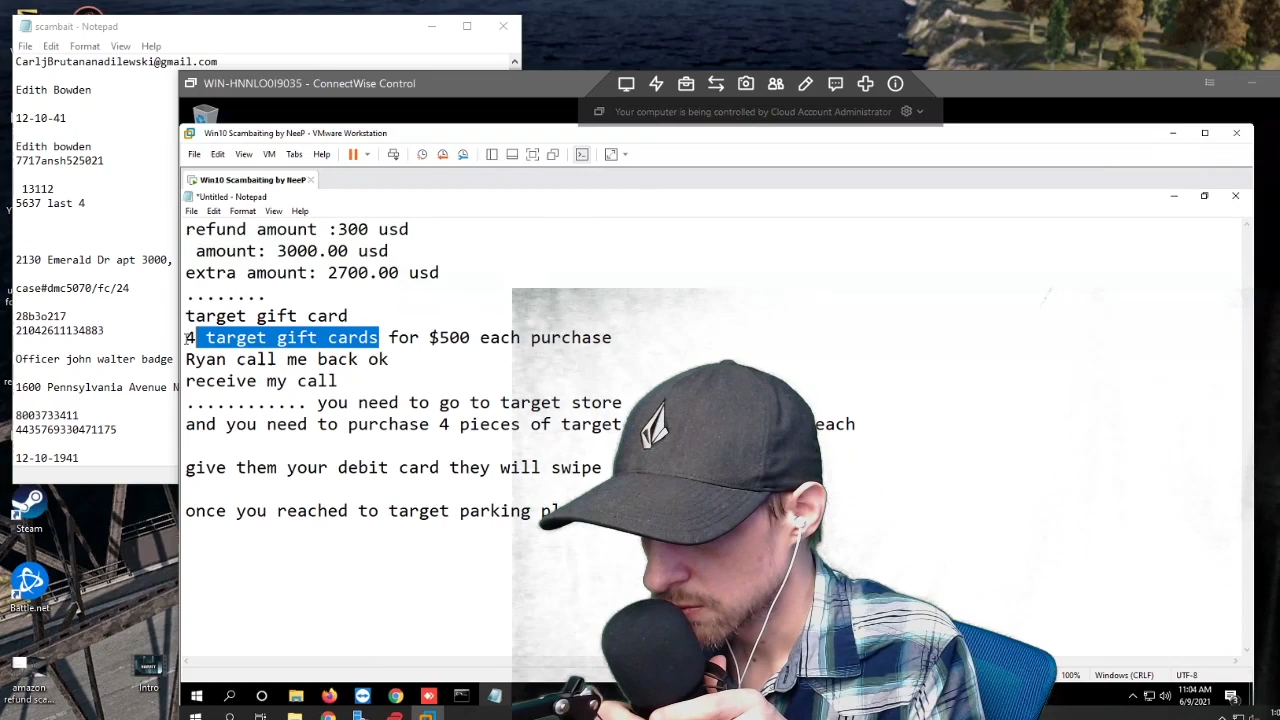 scambait - Notepad
File Edit Format View Help
CarljBrutananadilewski@gmail.com
Edith Bowden
12-10-41
Edith bowden
7717ansh525021
13112
5637 last 4
2130 Emerald Dr apt 3000,
case#dmc5070/fc/24
28b3o217
21042611134883
Officer john walter badge
1600 Pennsylvania Avenue N
8003733411
4435769330471175
12-10-1941
WIN-HNNLO0I9035 - ConnectWise Control
Your computer is being controlled by Cloud Account Administrator
Win10 Scambaiting by NeeP - VMware Workstation
File Edit View VM Tabs Help
Win10 Scambaiting by NeeP
*Untitled - Notepad
File Edit Format View Help
refund amount :300 usd
amount: 3000.00 usd
extra amount: 2700.00 usd
........
target gift card
4 target gift cards for $500 each purchase
Ryan call me back ok
receive my call
............ you need to go to target store
and you need to purchase 4 pieces of target each
give them your debit card they will swipe
once you reached to target parking
100% Windows (CRLF) UTF-8
Steam
Battle.net
amazon
refund sca...
Intro
11:04 AM
6/9/2021